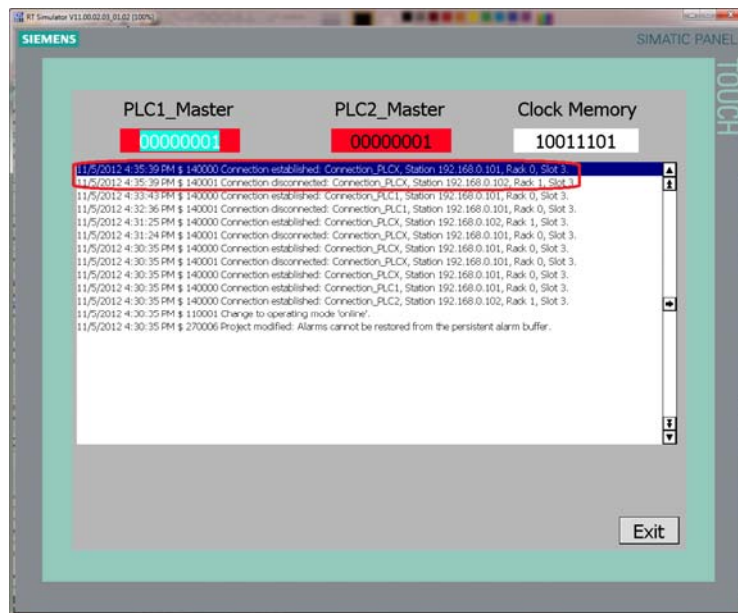 RT Simulator V11.00.02.03_01.02 (100%)
SIEMENS
SIMATIC PANEL
TOUCH
PLC1_Master
PLC2_Master
Clock Memory
00000001
00000001
10011101
11/5/2012 4:35:39 PM $ 140000 Connection established: Connection_PLCX, Station 192.168.0.101, Rack 0, Slot 3.
11/5/2012 4:35:39 PM $ 140001 Connection disconnected: Connection_PLCX, Station 192.168.0.102, Rack 1, Slot 3.
11/5/2012 4:33:43 PM $ 140000 Connection established: Connection_PLC1, Station 192.168.0.101, Rack 0, Slot 3.
11/5/2012 4:32:36 PM $ 140001 Connection disconnected: Connection_PLC1, Station 192.168.0.101, Rack 0, Slot 3.
11/5/2012 4:31:25 PM $ 140000 Connection established: Connection_PLCX, Station 192.168.0.102, Rack 1, Slot 3.
11/5/2012 4:31:24 PM $ 140001 Connection disconnected: Connection_PLCX, Station 192.168.0.101, Rack 0, Slot 3.
11/5/2012 4:30:35 PM $ 140000 Connection established: Connection_PLCX, Station 192.168.0.101, Rack 0, Slot 3.
11/5/2012 4:30:35 PM $ 140001 Connection disconnected: Connection_PLCX, Station 192.168.0.101, Rack 0, Slot 3.
11/5/2012 4:30:35 PM $ 140000 Connection established: Connection_PLCX, Station 192.168.0.101, Rack 0, Slot 3.
11/5/2012 4:30:35 PM $ 140000 Connection established: Connection_PLC1, Station 192.168.0.101, Rack 0, Slot 3.
11/5/2012 4:30:35 PM $ 140000 Connection established: Connection_PLC2, Station 192.168.0.102, Rack 1, Slot 3.
11/5/2012 4:30:35 PM $ 110001 Change to operating mode 'online'.
11/5/2012 4:30:35 PM $ 270006 Project modified: Alarms cannot be restored from the persistent alarm buffer.
Exit